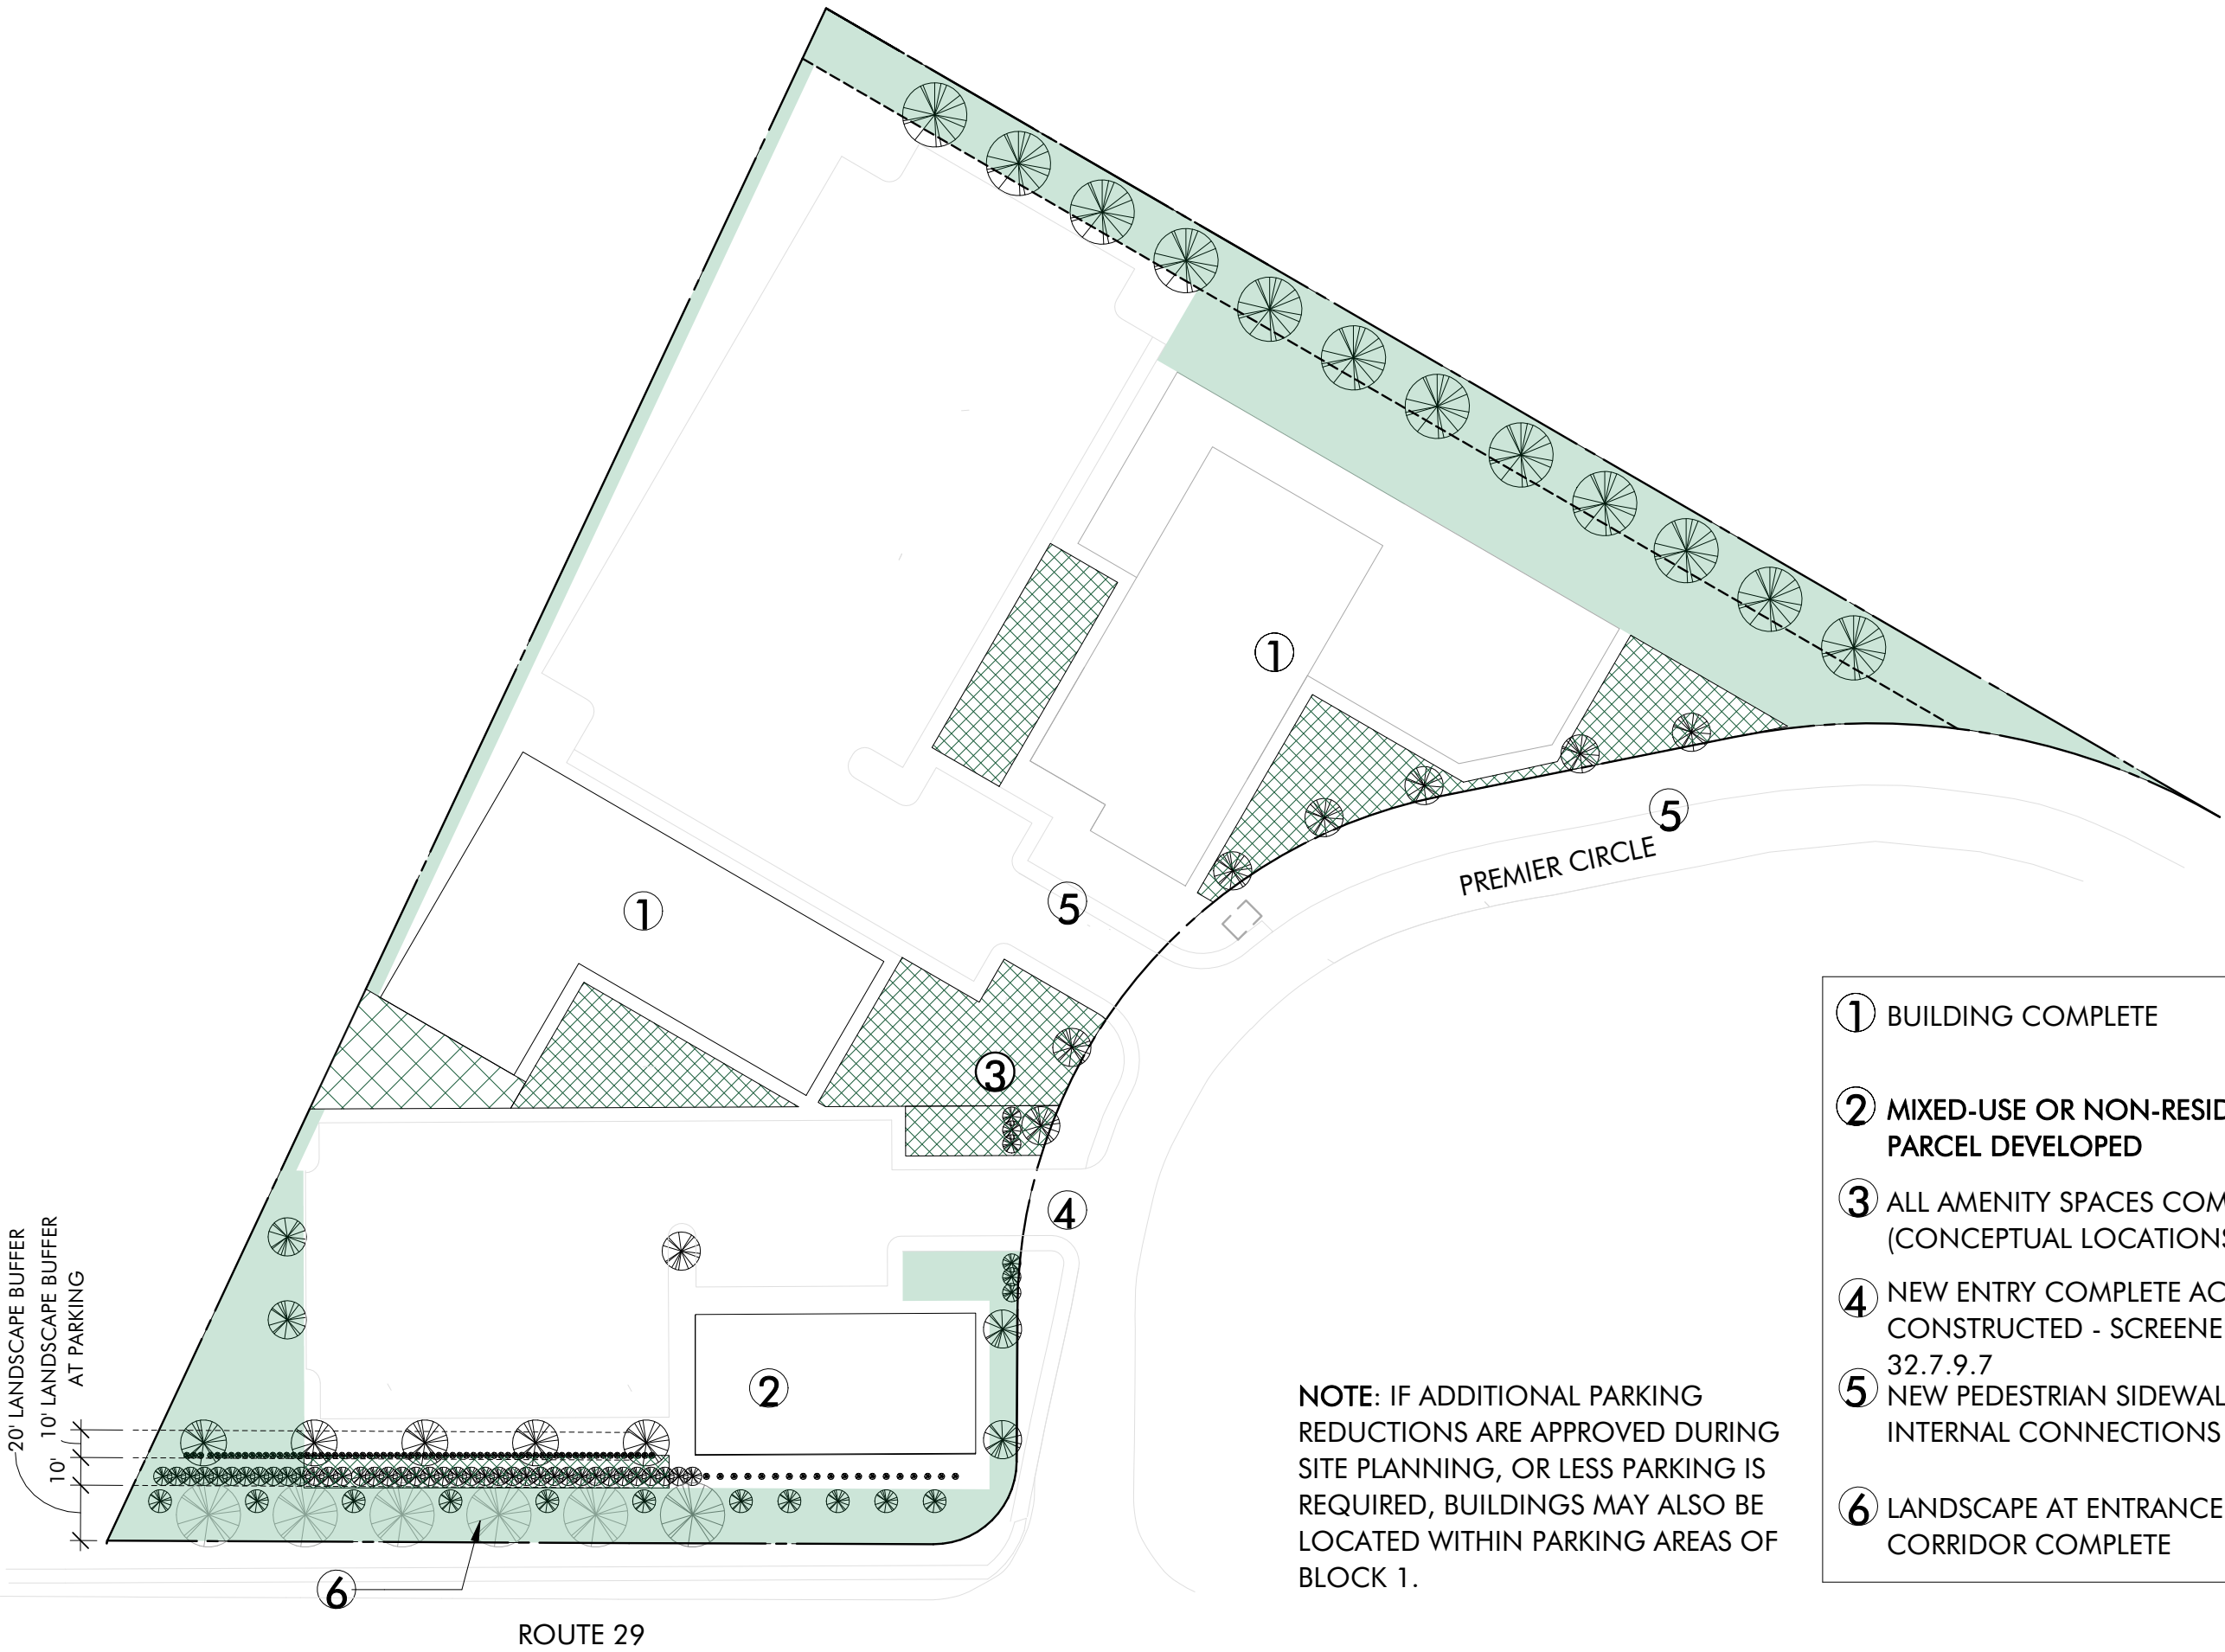 1
1
5
PREMIER CIRCLE
5
3
4
2
20' LANDSCAPE BUFFER
10' LANDSCAPE BUFFER
AT PARKING
10'
6
ROUTE 29
NOTE: IF ADDITIONAL PARKING
REDUCTIONS ARE APPROVED DURING
SITE PLANNING, OR LESS PARKING IS
REQUIRED, BUILDINGS MAY ALSO BE
LOCATED WITHIN PARKING AREAS OF
BLOCK 1.
1 BUILDING COMPLETE
2 MIXED-USE OR NON-RESID
PARCEL DEVELOPED
3 ALL AMENITY SPACES COM
(CONCEPTUAL LOCATIONS
4 NEW ENTRY COMPLETE AC
CONSTRUCTED - SCREENE
32.7.9.7
5 NEW PEDESTRIAN SIDEWAL
INTERNAL CONNECTIONS
6 LANDSCAPE AT ENTRANCE
CORRIDOR COMPLETE